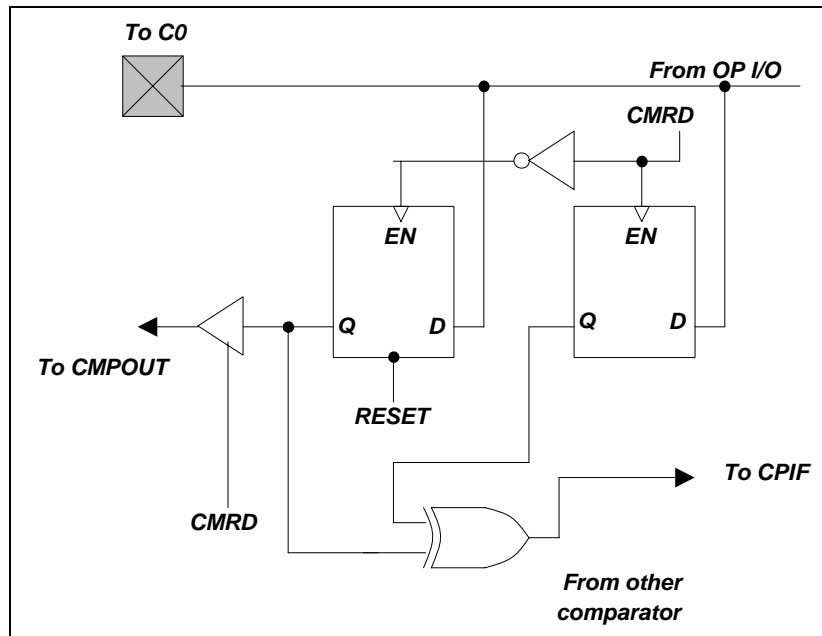 To C0
From OP I/O
CMRD
EN
EN
Q
D
Q
D
To CMPOUT
RESET
To CPIF
CMRD
From other
comparator